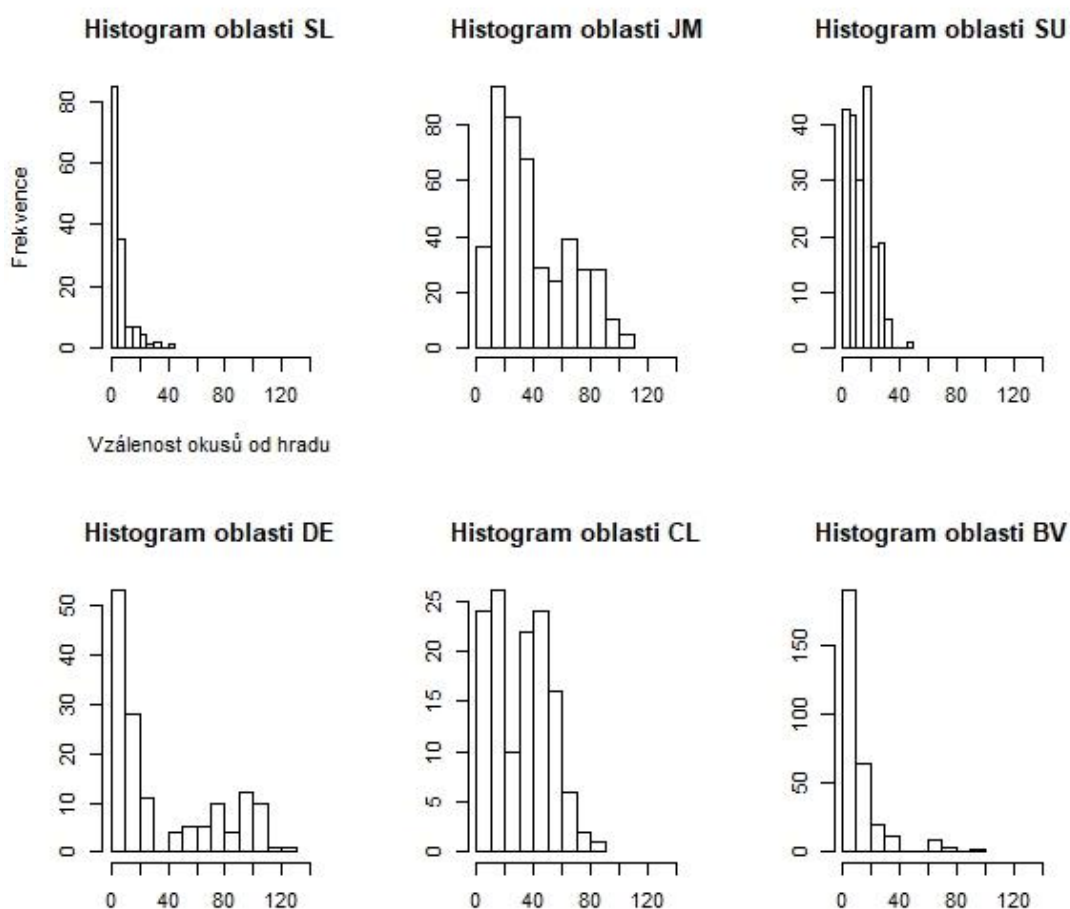 Histogram oblasti SL
Histogram oblasti JM
Histogram oblasti SU
Frekvence
0 20 40 60 80
0 40 80 120
Vzálenost okusů od hradu
0 20 40 60 80
0 40 80 120
0 10 20 30 40
0 40 80 120
Histogram oblasti DE
Histogram oblasti CL
Histogram oblasti BV
0 10 20 30 40 50
0 40 80 120
0 5 10 15 20 25
0 40 80 120
0 50 100 150
0 40 80 120